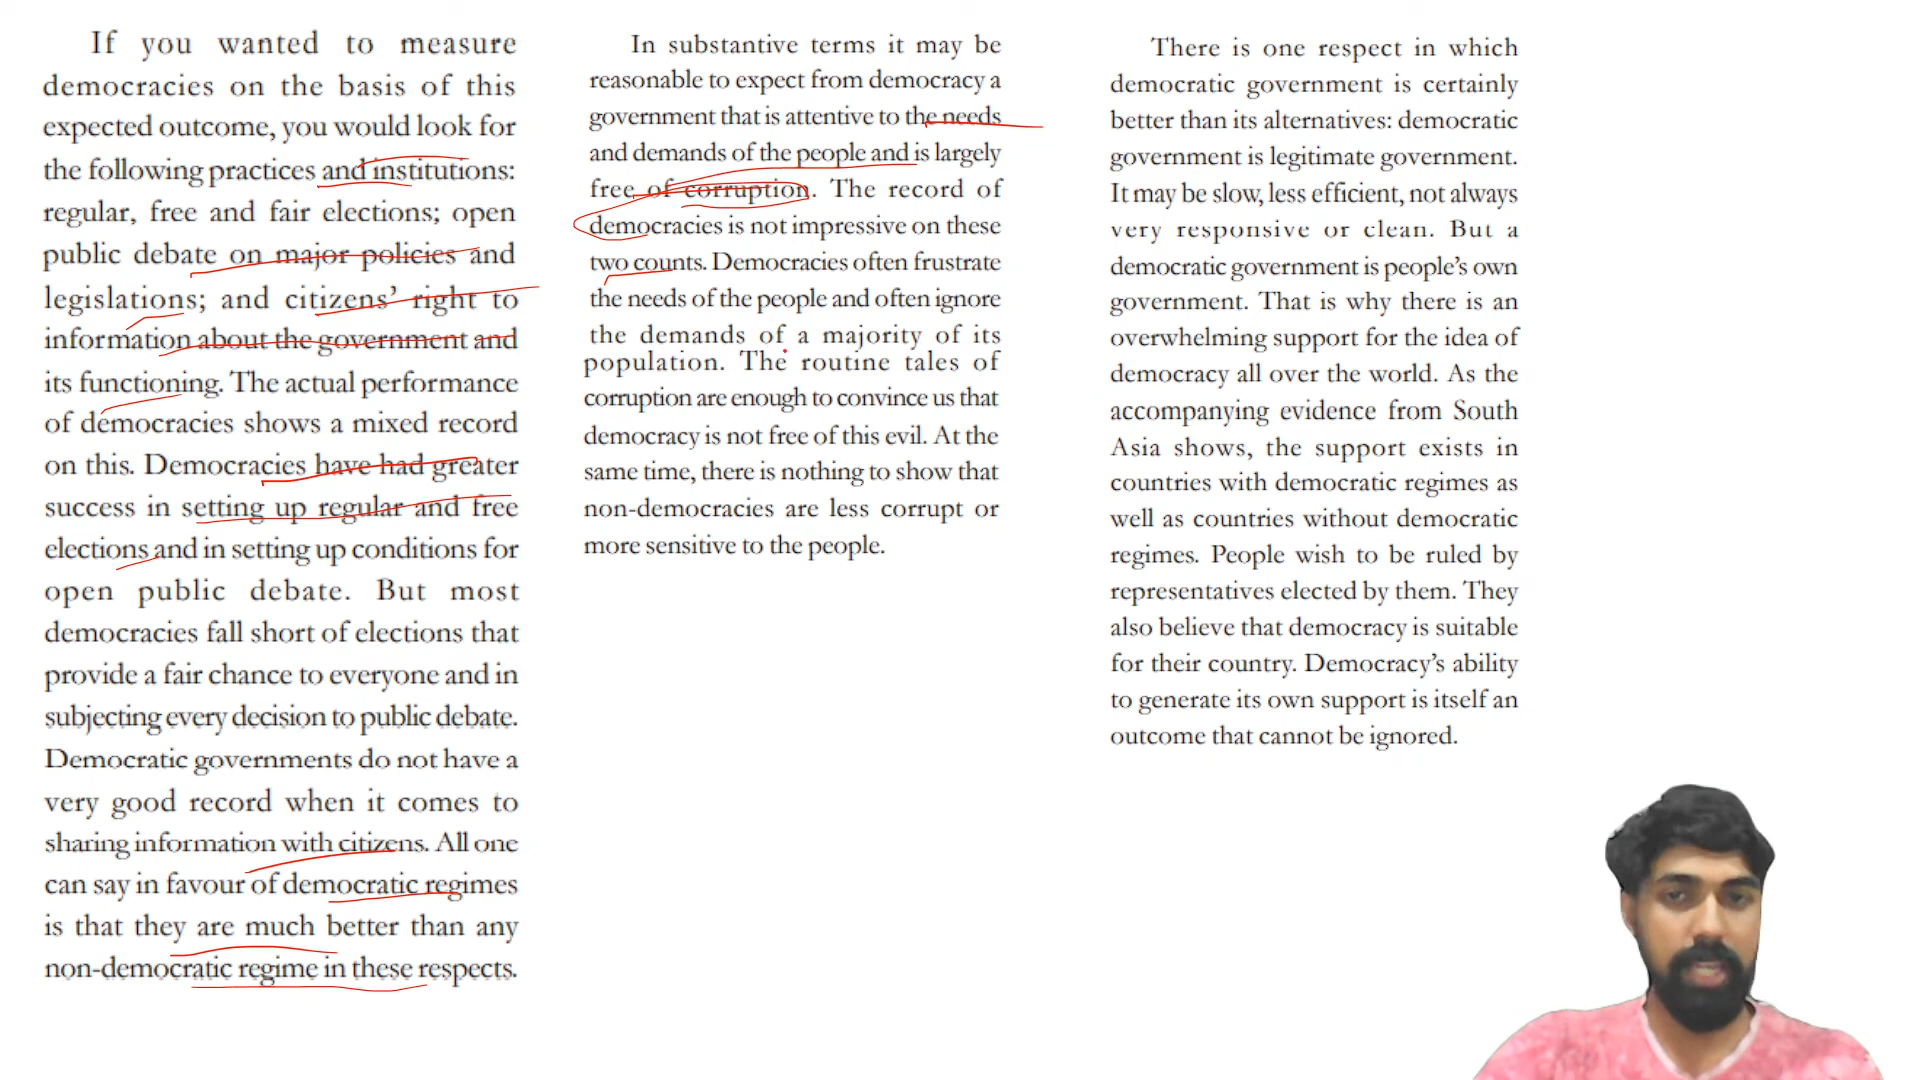 If you wanted to measure
democracies on the basis of this
expected outcome, you would look for
the following practices and institutions:
regular, free and fair elections; open
public debate on major policies and
legislations; and citizens’ right to
information about the government and
its functioning. The actual performance
of democracies shows a mixed record
on this. Democracies have had greater
success in setting up regular and free
elections and in setting up conditions for
open public debate. But most
democracies fall short of elections that
provide a fair chance to everyone and in
subjecting every decision to public debate.
Democratic governments do not have a
very good record when it comes to
sharing information with citizens. All one
can say in favour of democratic regimes
is that they are much better than any
non-democratic regime in these respects.
In substantive terms it may be
reasonable to expect from democracy a
government that is attentive to the needs
and demands of the people and is largely
free of corruption. The record of
democracies is not impressive on these
two counts. Democracies often frustrate
the needs of the people and often ignore
the demands of a majority of its
population. The routine tales of
corruption are enough to convince us that
democracy is not free of this evil. At the
same time, there is nothing to show that
non-democracies are less corrupt or
more sensitive to the people.
There is one respect in which
democratic government is certainly
better than its alternatives: democratic
government is legitimate government.
It may be slow, less efficient, not always
very responsive or clean. But a
democratic government is people’s own
government. That is why there is an
overwhelming support for the idea of
democracy all over the world. As the
accompanying evidence from South
Asia shows, the support exists in
countries with democratic regimes as
well as countries without democratic
regimes. People wish to be ruled by
representatives elected by them. They
also believe that democracy is suitable
for their country. Democracy’s ability
to generate its own support is itself an
outcome that cannot be ignored.